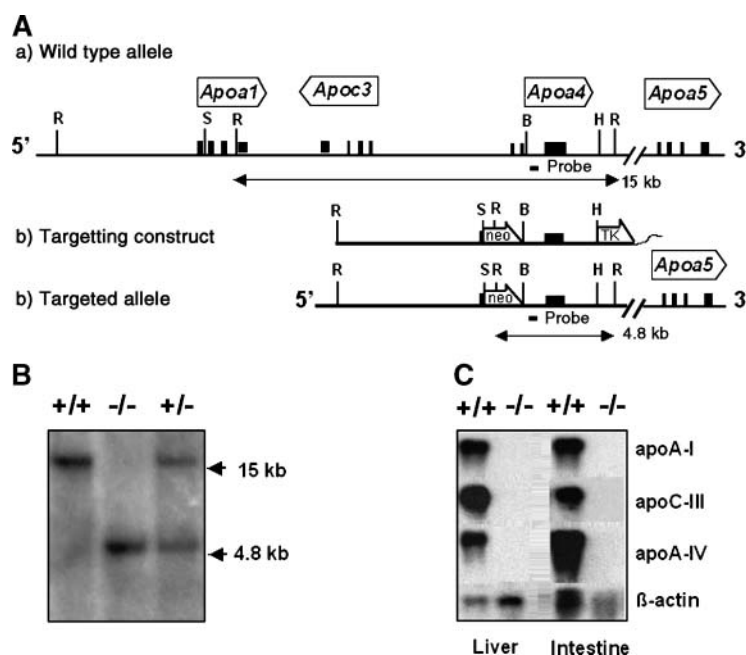 A
a) Wild type allele
Apoa1 Apoc3 Apoa4 Apoa5
R S R B H R
5' 3
Probe
15 kb
R S R B H
b) Targetting construct neo TK
Apoa5
R S R B H R
b) Targeted allele 5' neo 3
Probe
4.8 kb
B
+/+ -/- +/-
15 kb
4.8 kb
C
+/+ -/- +/+ -/-
apoA-I
apoC-III
apoA-IV
ß-actin
Liver Intestine